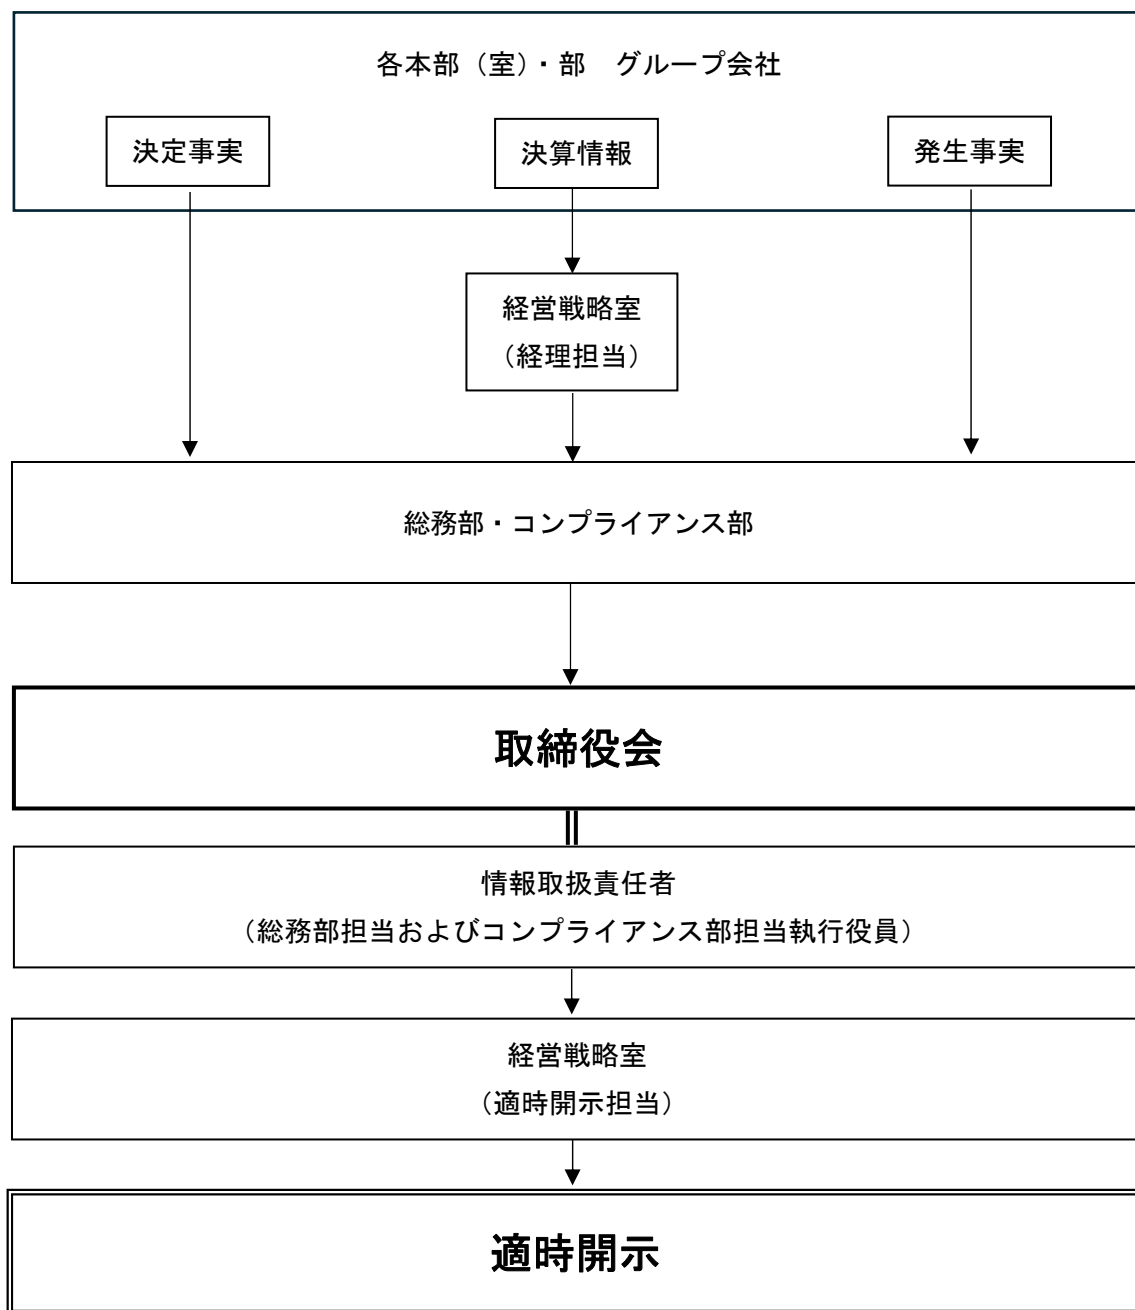 各本部（室）・部　グループ会社
決定事実
決算情報
発生事実
経営戦略室
（経理担当）
総務部・コンプライアンス部
取締役会
情報取扱責任者
（総務部担当およびコンプライアンス部担当執行役員）
経営戦略室
（適時開示担当）
適時開示